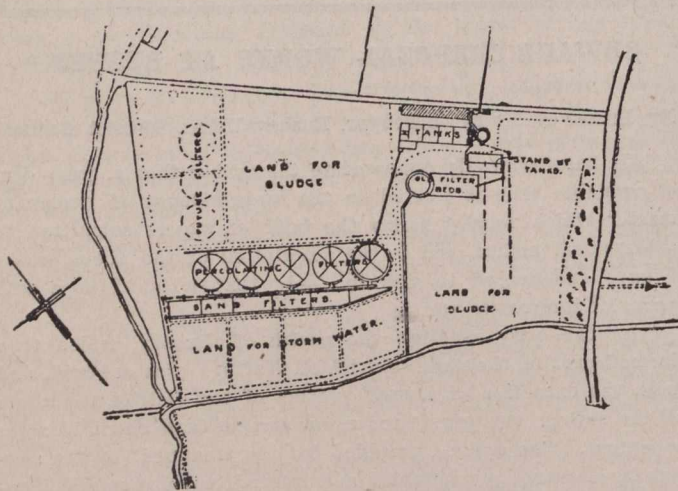 TANKS
STAND BY
TANKS.
OLD FILTER
BEDS.
FUTURE FILTERS.
LAND FOR
SLUDGE
PERCOLATING FILTERS
SAND FILTERS.
LAND FOR STORM WATER.
LAND FOR
SLUDGE